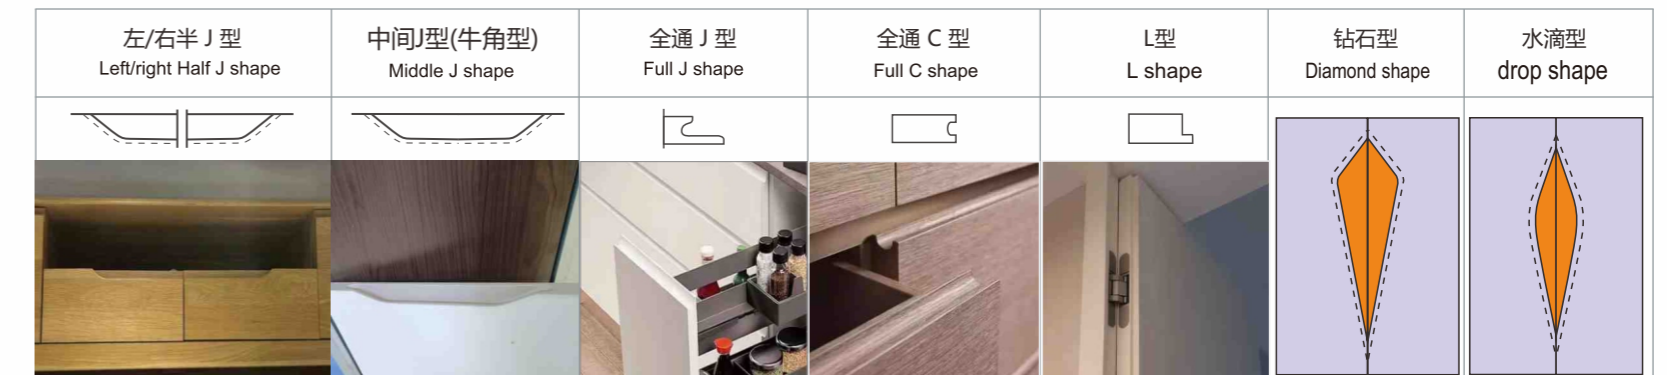 左/右半 J 型
Left/right Half J shape
中间J型(牛角型)
Middle J shape
全通 J 型
Full J shape
全通 C 型
Full C shape
L型
L shape
钻石型
Diamond shape
水滴型
drop shape